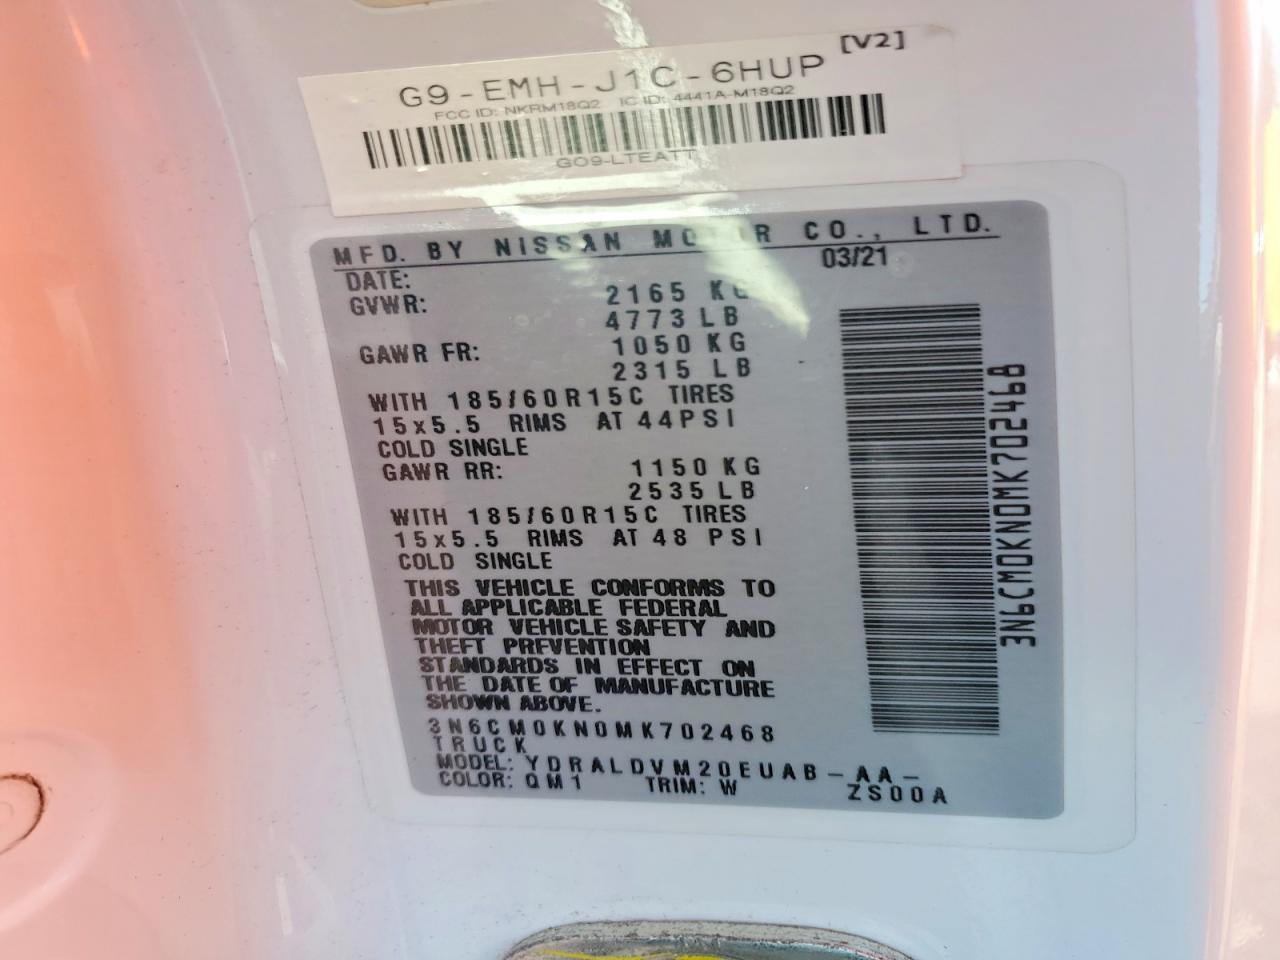 [V2]
G9-EMH-J1C-6HUP
FCC ID: NKRM18Q2 IC ID: 4441A-M18Q2
GO9-LTEATT
MFD. BY NISSAN MOTOR CO., LTD.
DATE: 03/21
GVWR: 2165 KG
4773 LB
GAWR FR: 1050 KG
2315 LB
WITH 185/60R15C TIRES
15x5.5 RIMS AT 44PSI
COLD SINGLE
GAWR RR: 1150 KG
2535 LB
WITH 185/60R15C TIRES
15x5.5 RIMS AT 48 PSI
COLD SINGLE
THIS VEHICLE CONFORMS TO
ALL APPLICABLE FEDERAL
MOTOR VEHICLE SAFETY AND
THEFT PREVENTION
STANDARDS IN EFFECT ON
THE DATE OF MANUFACTURE
SHOWN ABOVE.
3N6CM0KN0MK702468
TRUCK
MODEL: YDRALDVM20EUAB-AA-
COLOR: QM1 TRIM: W ZS00A
3N6CM0KN0MK702468